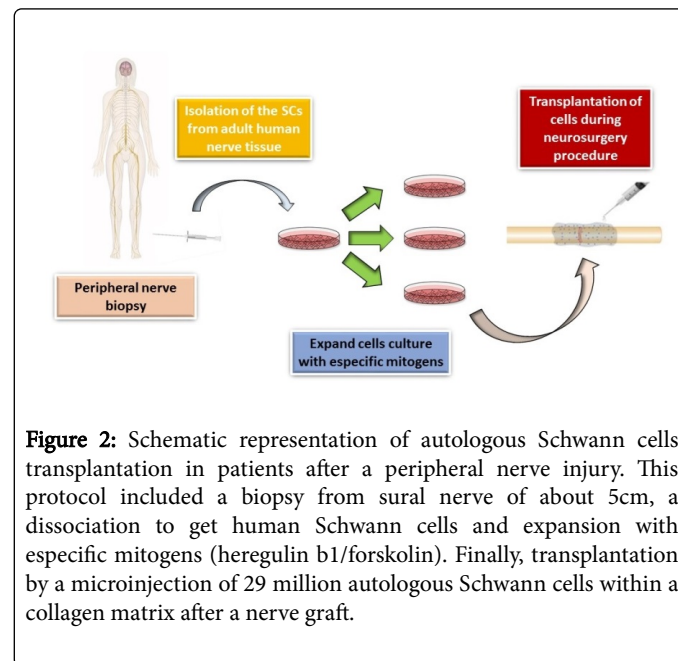 Isolation of the SCs
from adult human
nerve tissue
Transplantation of
cells during
neurosurgery
procedure
Peripheral nerve
biopsy
Expand cells culture
with especific mitogens
Figure 2: Schematic representation of autologous Schwann cells
transplantation in patients after a peripheral nerve injury. This
protocol included a biopsy from sural nerve of about 5cm, a
dissociation to get human Schwann cells and expansion with
especific mitogens (heregulin b1/forskolin). Finally, transplantation
by a microinjection of 29 million autologous Schwann cells within a
collagen matrix after a nerve graft.